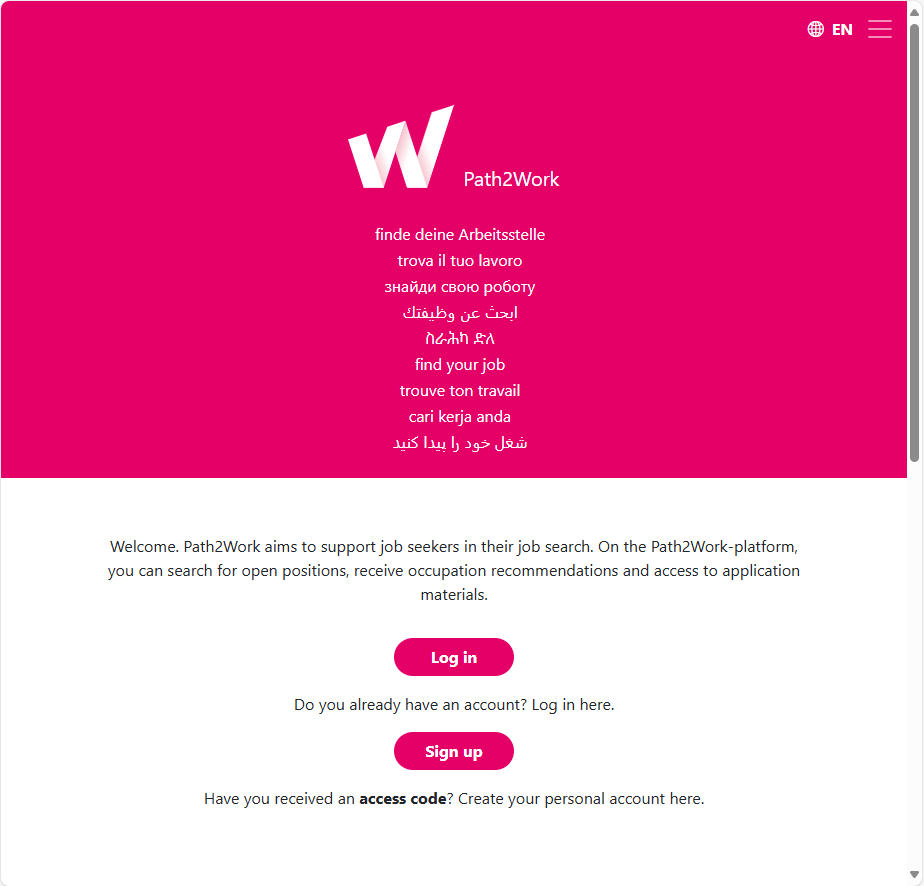 EN
Path2Work
finde deine Arbeitsstelle
trova il tuo lavoro
знайди свою роботу
ابحث عن وظيفتك
ስራሕካ ድለ
find your job
trouve ton travail
cari kerja anda
شغل خود را پیدا کنید
Welcome. Path2Work aims to support job seekers in their job search. On the Path2Work-platform,
you can search for open positions, receive occupation recommendations and access to application
materials.
Log in
Do you already have an account? Log in here.
Sign up
Have you received an access code? Create your personal account here.